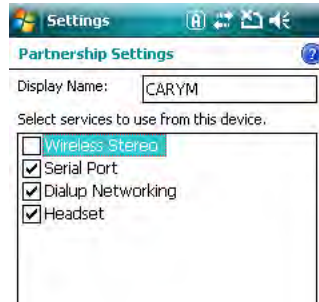 Settings
Partnership Settings
Display Name: CARYM
Select services to use from this device.
Wireless Stereo
Serial Port
Dialup Networking
Headset